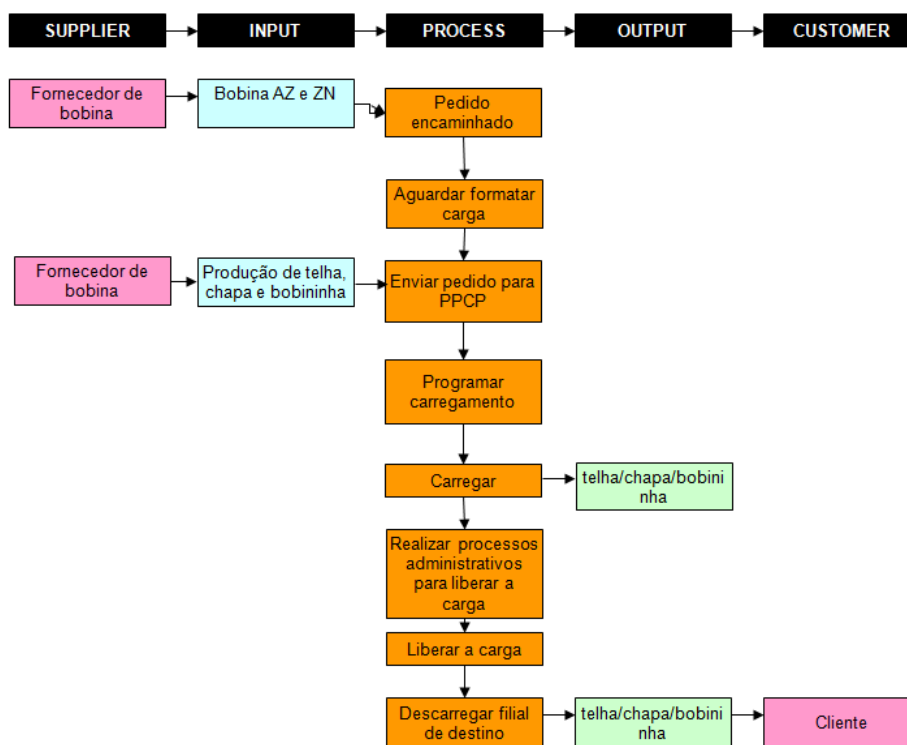 SUPPLIER
INPUT
PROCESS
OUTPUT
CUSTOMER
Fornecedor de
bobina
Bobina AZ e ZN
Pedido
encaminhado
Aguardar formatar
carga
Fornecedor de
bobina
Produção de telha,
chapa e bobininha
Enviar pedido para
PPCP
Programar
carregamento
Carregar
telha/chapa/bobini
nha
Realizar processos
administrativos
para liberar a
carga
Liberar a carga
Descarregar filial
de destino
telha/chapa/bobini
nha
Cliente